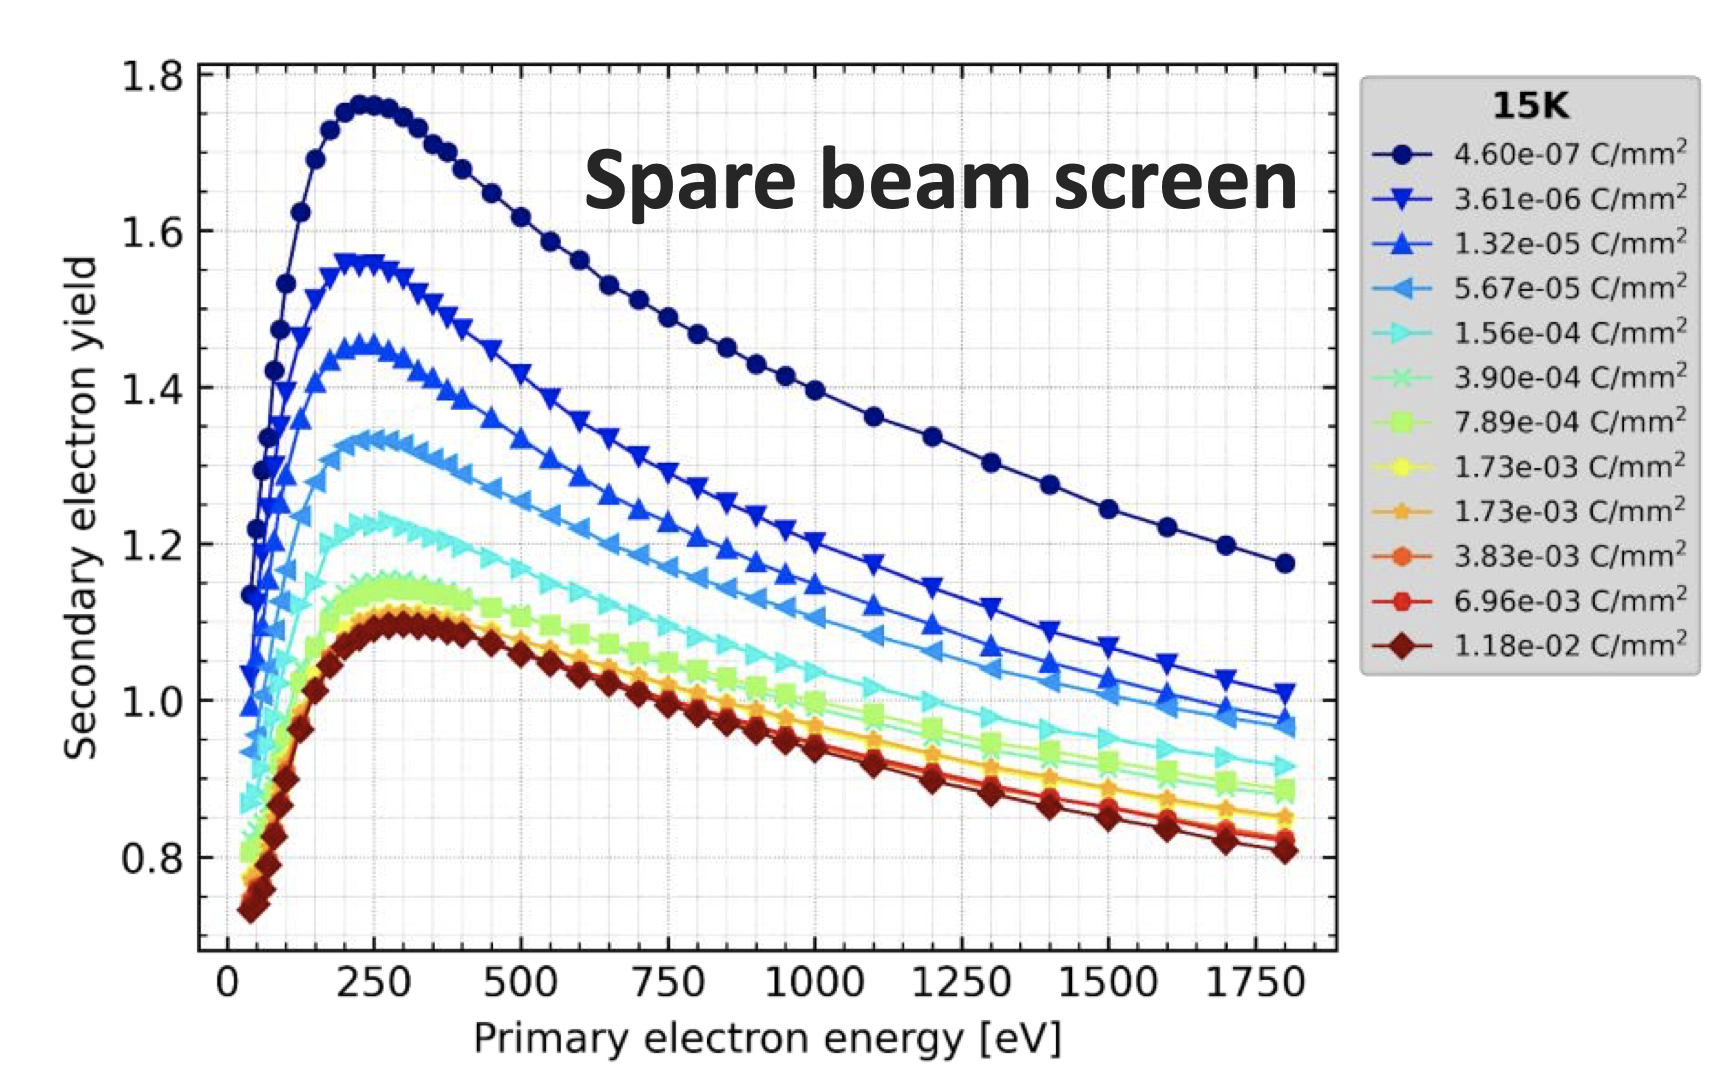 Spare beam screen
Secondary electron yield
1.8
1.6
1.4
1.2
1.0
0.8
0
250
500
750
1000
1250
1500
1750
Primary electron energy [eV]
15K
4.60e-07 C/mm²
3.61e-06 C/mm²
1.32e-05 C/mm²
5.67e-05 C/mm²
1.56e-04 C/mm²
3.90e-04 C/mm²
7.89e-04 C/mm²
1.73e-03 C/mm²
1.73e-03 C/mm²
3.83e-03 C/mm²
6.96e-03 C/mm²
1.18e-02 C/mm²